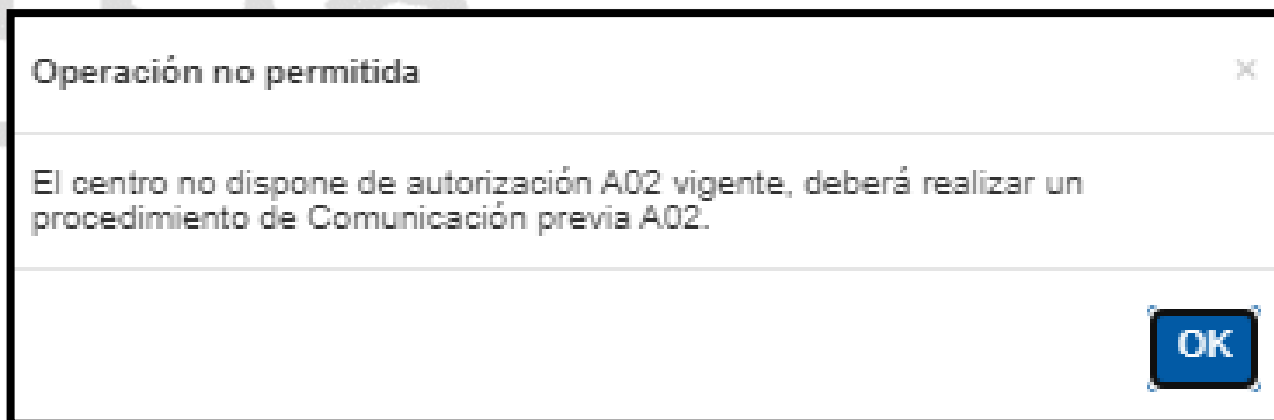 Operación no permitida
×
El centro no dispone de autorización A02 vigente, deberá realizar un
procedimiento de Comunicación previa A02.
OK